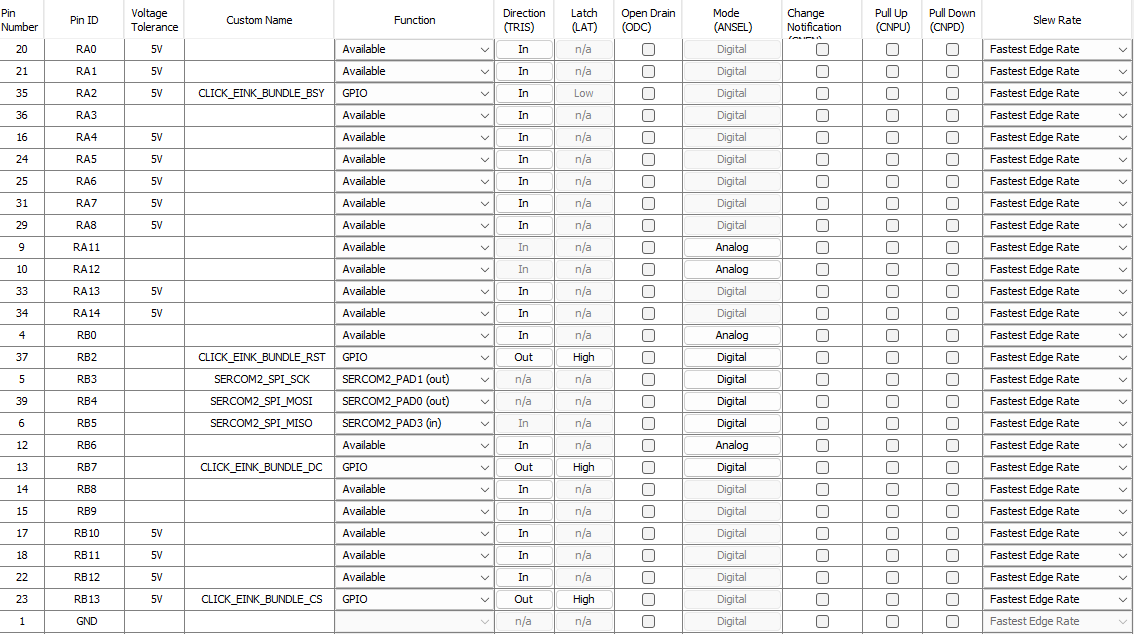 Pin Number Pin ID Voltage Tolerance Custom Name Function Direction (TRIS) Latch (LAT) Open Drain (ODC) Mode (ANSEL) Change Notification Pull Up (CNPU) Pull Down (CNPD) Slew Rate
20 RA0 5V Available In n/a Digital Fastest Edge Rate
21 RA1 5V Available In n/a Digital Fastest Edge Rate
35 RA2 5V CLICK_EINK_BUNDLE_BSY GPIO In Low Digital Fastest Edge Rate
36 RA3 Available In n/a Digital Fastest Edge Rate
16 RA4 5V Available In n/a Digital Fastest Edge Rate
24 RA5 5V Available In n/a Digital Fastest Edge Rate
25 RA6 5V Available In n/a Digital Fastest Edge Rate
31 RA7 5V Available In n/a Digital Fastest Edge Rate
29 RA8 5V Available In n/a Digital Fastest Edge Rate
9 RA11 Available In n/a Analog Fastest Edge Rate
10 RA12 Available In n/a Analog Fastest Edge Rate
33 RA13 5V Available In n/a Digital Fastest Edge Rate
34 RA14 5V Available In n/a Digital Fastest Edge Rate
4 RB0 Available In n/a Analog Fastest Edge Rate
37 RB2 CLICK_EINK_BUNDLE_RST GPIO Out High Digital Fastest Edge Rate
5 RB3 SERCOM2_SPI_SCK SERCOM2_PAD1 (out) n/a n/a Digital Fastest Edge Rate
39 RB4 SERCOM2_SPI_MOSI SERCOM2_PAD0 (out) n/a n/a Digital Fastest Edge Rate
6 RB5 SERCOM2_SPI_MISO SERCOM2_PAD3 (in) In n/a Digital Fastest Edge Rate
12 RB6 Available In n/a Analog Fastest Edge Rate
13 RB7 CLICK_EINK_BUNDLE_DC GPIO Out High Digital Fastest Edge Rate
14 RB8 Available In n/a Digital Fastest Edge Rate
15 RB9 Available In n/a Digital Fastest Edge Rate
17 RB10 5V Available In n/a Digital Fastest Edge Rate
18 RB11 5V Available In n/a Digital Fastest Edge Rate
22 RB12 5V Available In n/a Digital Fastest Edge Rate
23 RB13 5V CLICK_EINK_BUNDLE_CS GPIO Out High Digital Fastest Edge Rate
1 GND n/a n/a Digital Fastest Edge Rate